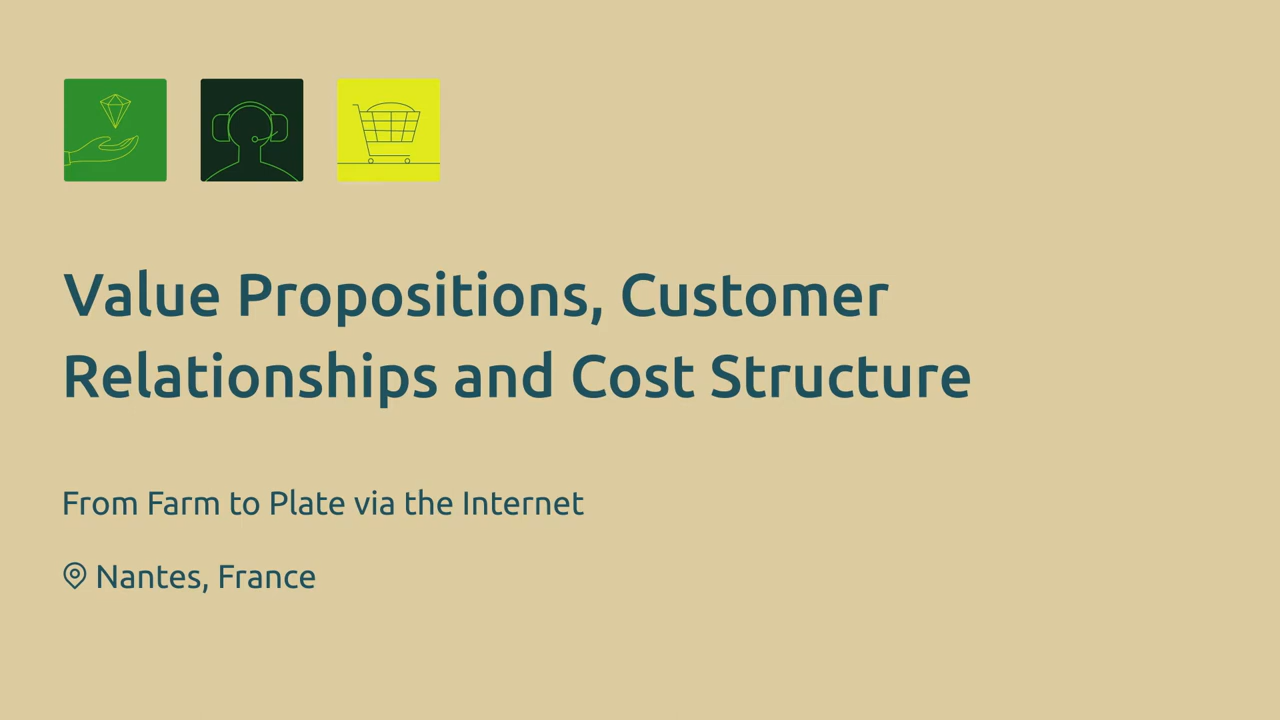 Value Propositions, Customer
Relationships and Cost Structure
From Farm to Plate via the Internet
Nantes, France